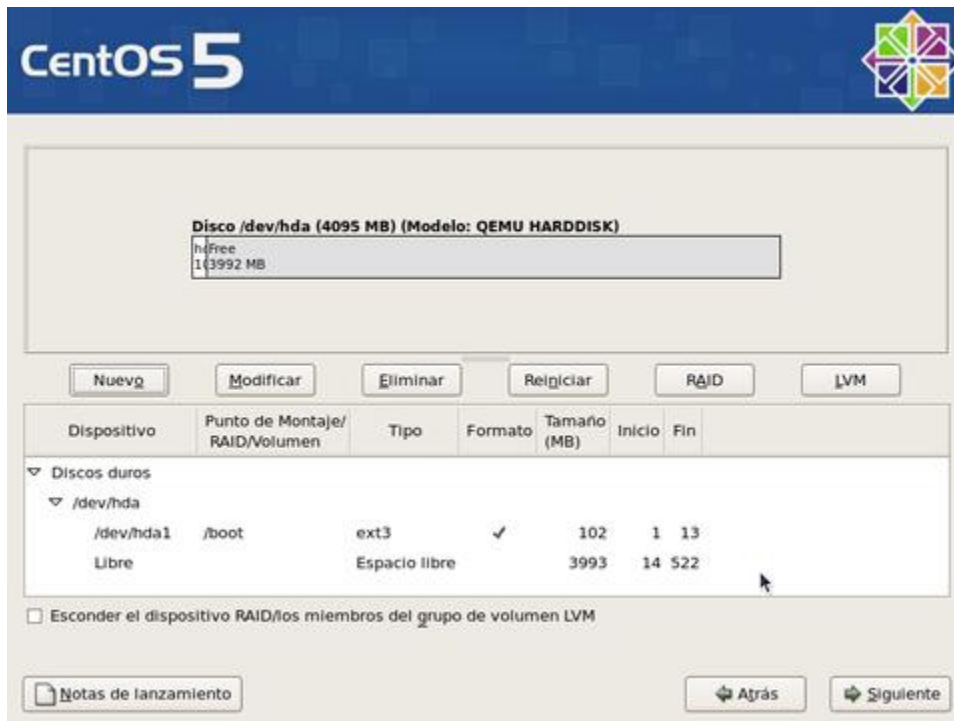 CentOS 5
Disco /dev/hda (4095 MB) (Modelo: QEMU HARDDISK)
Free
3992 MB
Nuevo Modificar Eliminar Reiniciar RAID LVM
Dispositivo Punto de Montaje/ RAID/Volumen Tipo Formato Tamaño (MB) Inicio Fin
Discos duros
/dev/hda
/dev/hda1 /boot ext3 102 1 13
Libre Espacio libre 3993 14 522
Esconder el dispositivo RAID/los miembros del grupo de volumen LVM
Notas de lanzamiento Atrás Siguiente